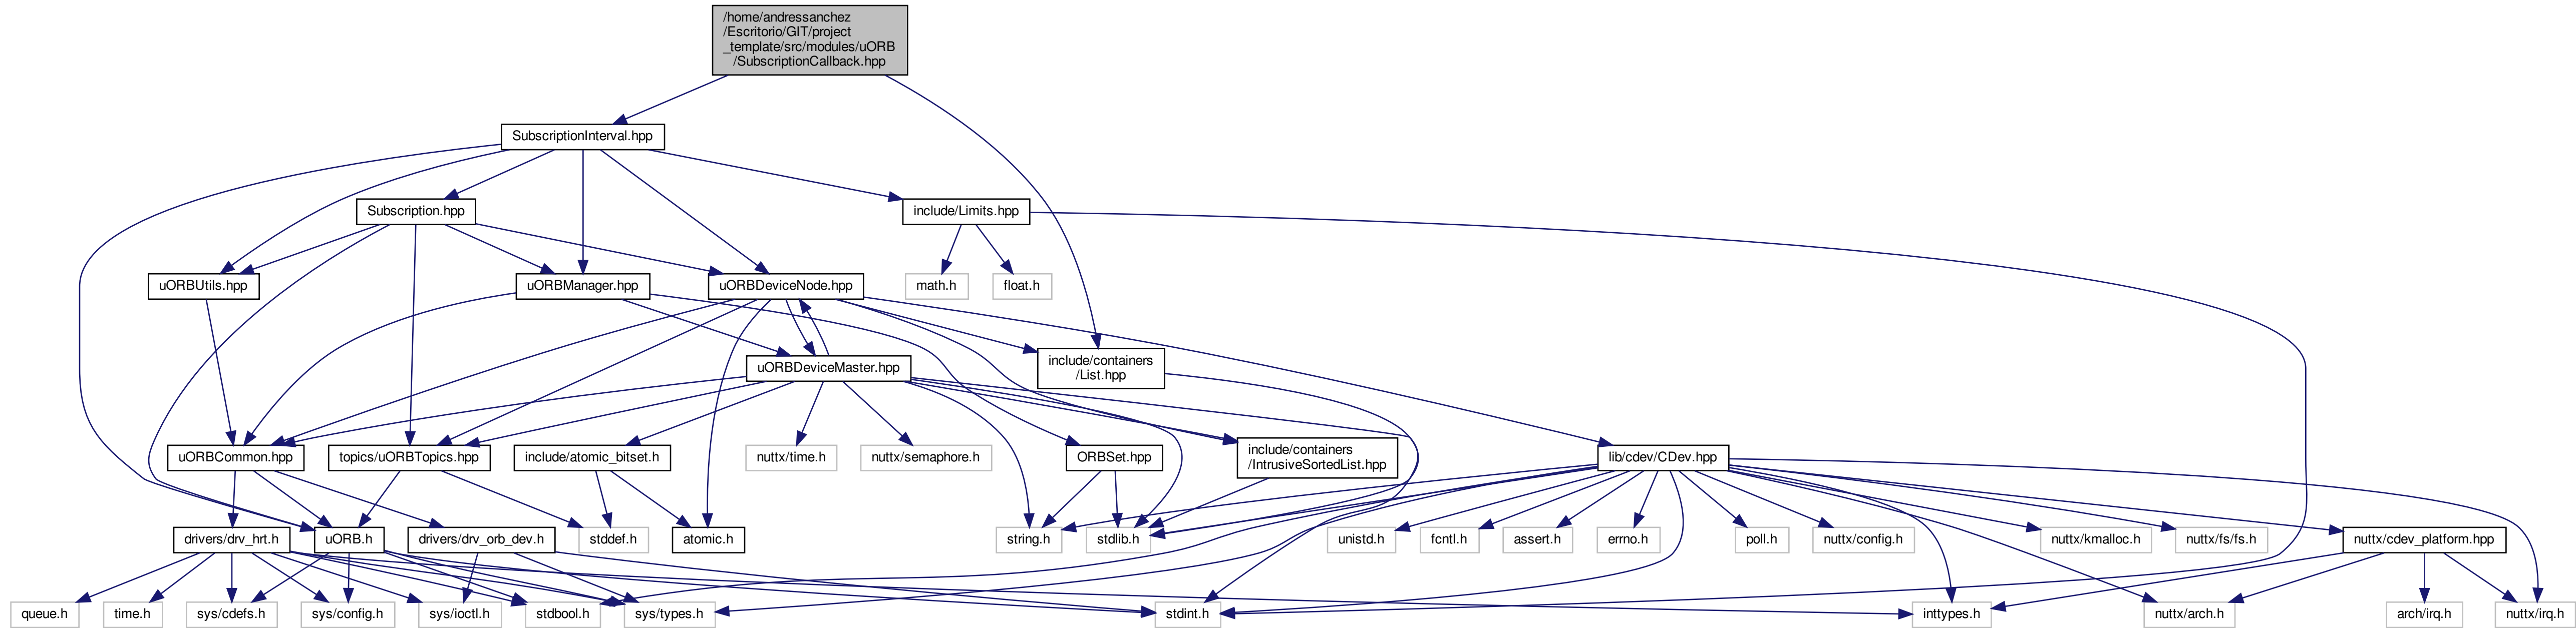 /home/andressanchez
/Escritorio/GIT/project
_template/src/modules/uORB
/SubscriptionCallback.hpp
SubscriptionInterval.hpp
Subscription.hpp
include/Limits.hpp
uORBUtils.hpp
uORBManager.hpp
uORBDeviceNode.hpp
math.h
float.h
uORBDeviceMaster.hpp
include/containers
/List.hpp
uORBCommon.hpp
topics/uORBTopics.hpp
include/atomic_bitset.h
nuttx/time.h
nuttx/semaphore.h
ORBSet.hpp
include/containers
/IntrusiveSortedList.hpp
lib/cdev/CDev.hpp
drivers/drv_hrt.h
uORB.h
drivers/drv_orb_dev.h
stddef.h
atomic.h
string.h
stdlib.h
unistd.h
fcntl.h
assert.h
errno.h
poll.h
nuttx/config.h
nuttx/kmalloc.h
nuttx/fs/fs.h
nuttx/cdev_platform.hpp
queue.h
time.h
sys/cdefs.h
sys/config.h
sys/ioctl.h
stdbool.h
sys/types.h
stdint.h
inttypes.h
nuttx/arch.h
arch/irq.h
nuttx/irq.h